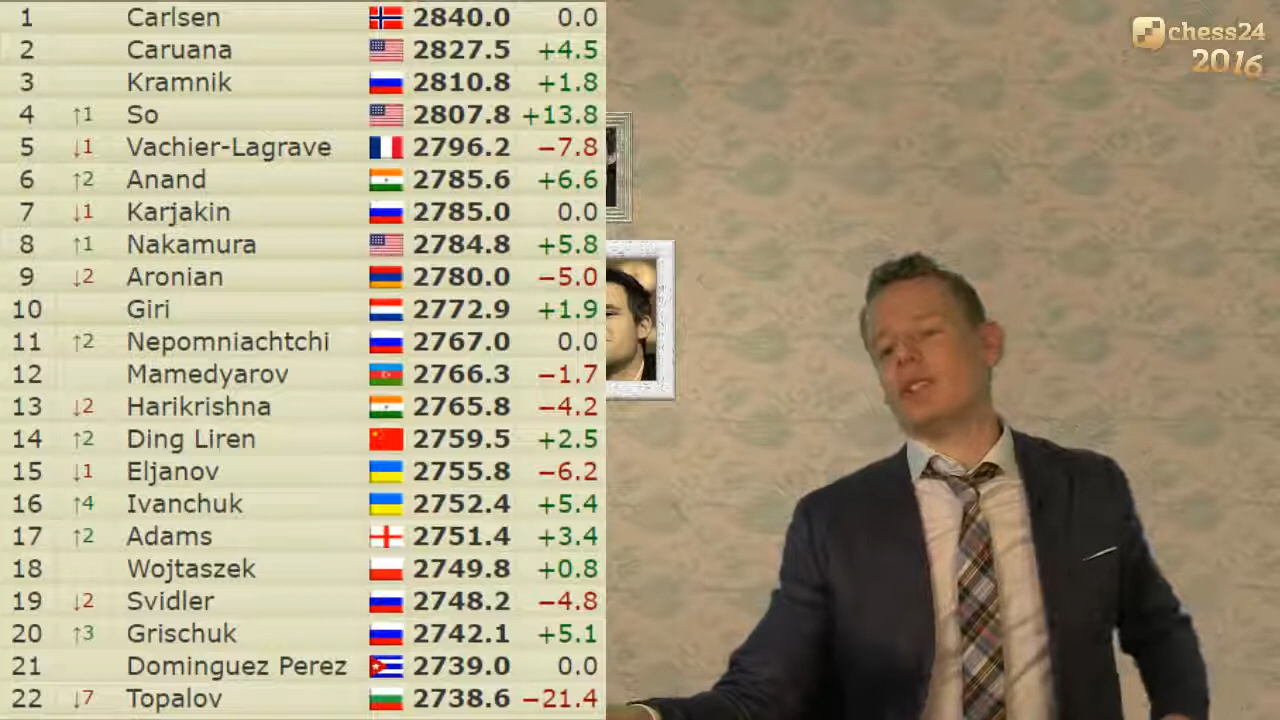 1 Carlsen 2840.0 0.0
2 Caruana 2827.5 +4.5
3 Kramnik 2810.8 +1.8
4 ↑1 So 2807.8 +13.8
5 ↓1 Vachier-Lagrave 2796.2 −7.8
6 ↑2 Anand 2785.6 +6.6
7 ↓1 Karjakin 2785.0 0.0
8 ↑1 Nakamura 2784.8 +5.8
9 ↓2 Aronian 2780.0 −5.0
10 Giri 2772.9 +1.9
11 ↑2 Nepomniachtchi 2767.0 0.0
12 Mamedyarov 2766.3 −1.7
13 ↓2 Harikrishna 2765.8 −4.2
14 ↑2 Ding Liren 2759.5 +2.5
15 ↓1 Eljanov 2755.8 −6.2
16 ↑4 Ivanchuk 2752.4 +5.4
17 ↑2 Adams 2751.4 +3.4
18 Wojtaszek 2749.8 +0.8
19 ↓2 Svidler 2748.2 −4.8
20 ↑3 Grischuk 2742.1 +5.1
21 Dominguez Perez 2739.0 0.0
22 ↓7 Topalov 2738.6 −21.4
chess24
2016